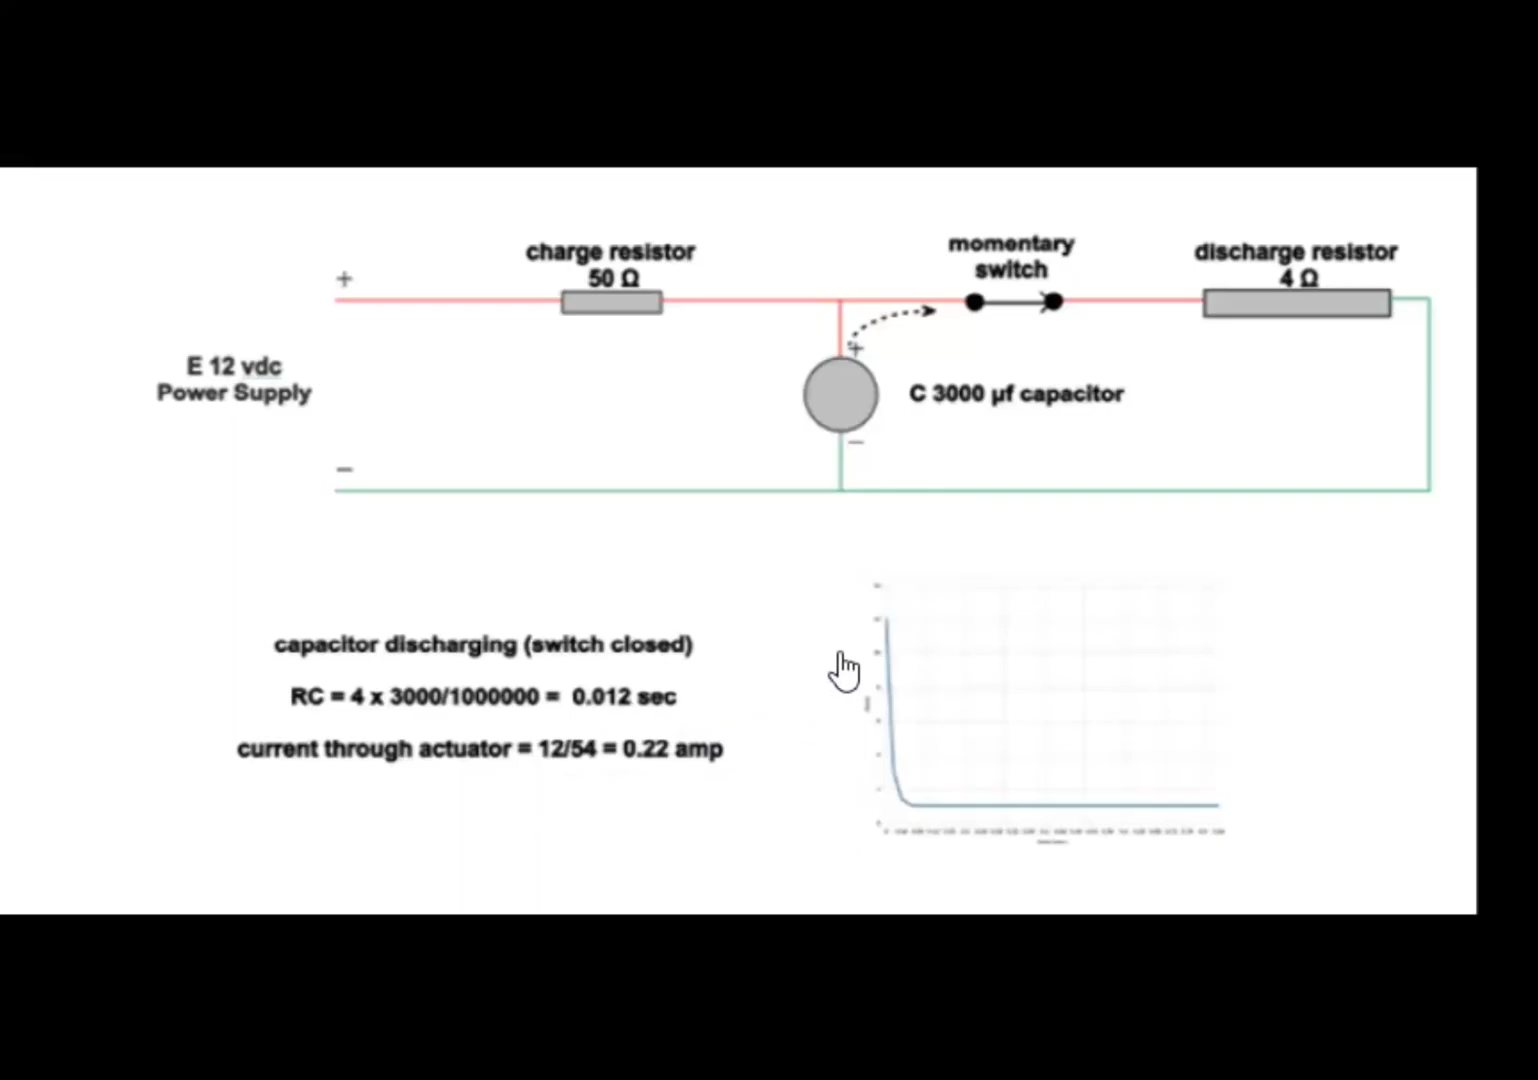 momentary
switch
charge resistor
50 Ω
discharge resistor
4 Ω
+
+
E 12 vdc
Power Supply
C 3000 µf capacitor
−
−
capacitor discharging (switch closed)
RC = 4 x 3000/1000000 = 0.012 sec
current through actuator = 12/54 = 0.22 amp